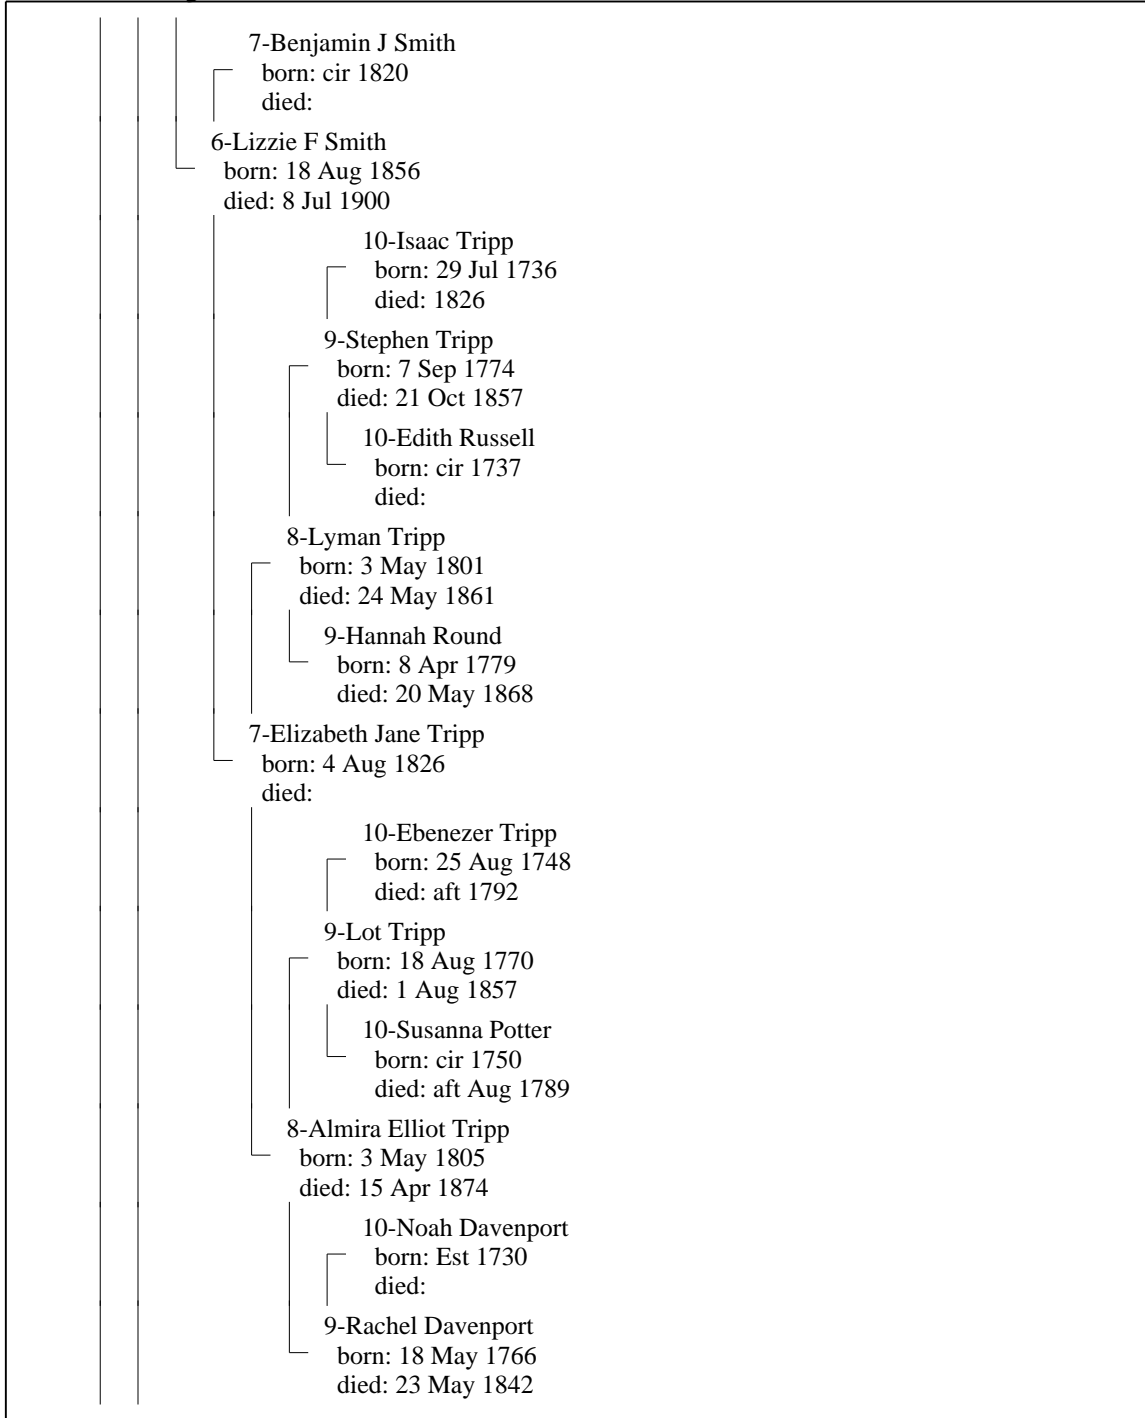 7-Benjamin J Smith
born: cir 1820
died:
6-Lizzie F Smith
born: 18 Aug 1856
died: 8 Jul 1900
10-Isaac Tripp
born: 29 Jul 1736
died: 1826
9-Stephen Tripp
born: 7 Sep 1774
died: 21 Oct 1857
10-Edith Russell
born: cir 1737
died:
8-Lyman Tripp
born: 3 May 1801
died: 24 May 1861
9-Hannah Round
born: 8 Apr 1779
died: 20 May 1868
7-Elizabeth Jane Tripp
born: 4 Aug 1826
died:
10-Ebenezer Tripp
born: 25 Aug 1748
died: aft 1792
9-Lot Tripp
born: 18 Aug 1770
died: 1 Aug 1857
10-Susanna Potter
born: cir 1750
died: aft Aug 1789
8-Almira Elliot Tripp
born: 3 May 1805
died: 15 Apr 1874
10-Noah Davenport
born: Est 1730
died:
9-Rachel Davenport
born: 18 May 1766
died: 23 May 1842